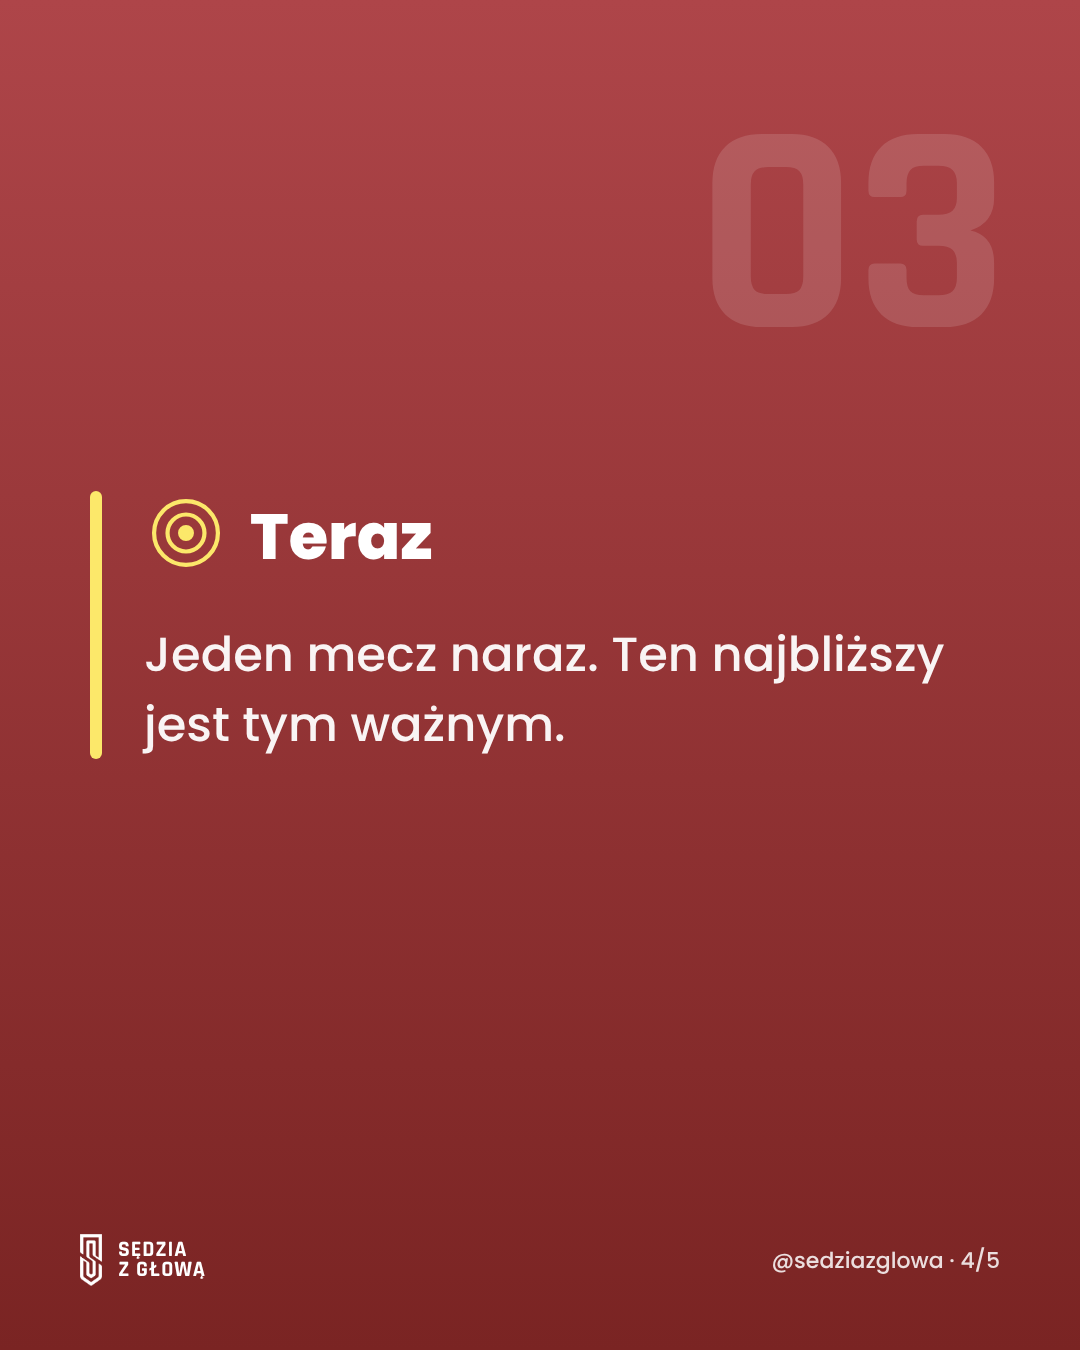 03
Teraz
Jeden mecz naraz. Ten najbliższy
jest tym ważnym.
SĘDZIA
Z GŁOWĄ
@sedziazglowa · 4/5